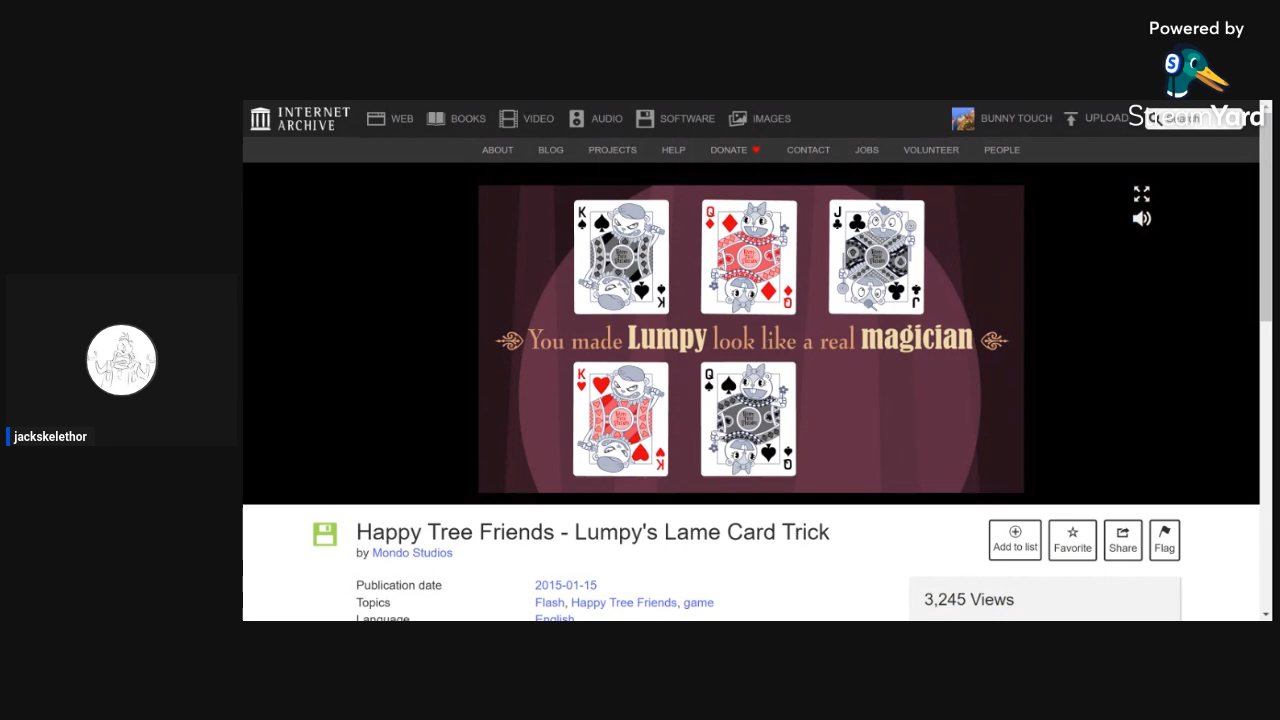 Powered by
StreamYard
INTERNET ARCHIVE
WEB BOOKS VIDEO AUDIO SOFTWARE IMAGES
BUNNY TOUCH UPLOAD
ABOUT BLOG PROJECTS HELP DONATE CONTACT JOBS VOLUNTEER PEOPLE
K Q J
K Q J
You made Lumpy look like a real magician
K Q
K Q
jackskelethor
Happy Tree Friends - Lumpy's Lame Card Trick
by Mondo Studios
Add to list Favorite Share Flag
Publication date 2015-01-15
Topics Flash, Happy Tree Friends, game
Language English
3,245 Views